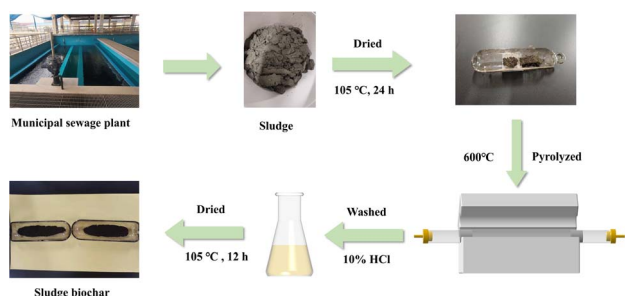 Dried
105 ℃, 24 h
Municipal sewage plant
Sludge
600℃
Pyrolyzed
Dried
105 ℃ , 12 h
Washed
10% HCl
Sludge biochar